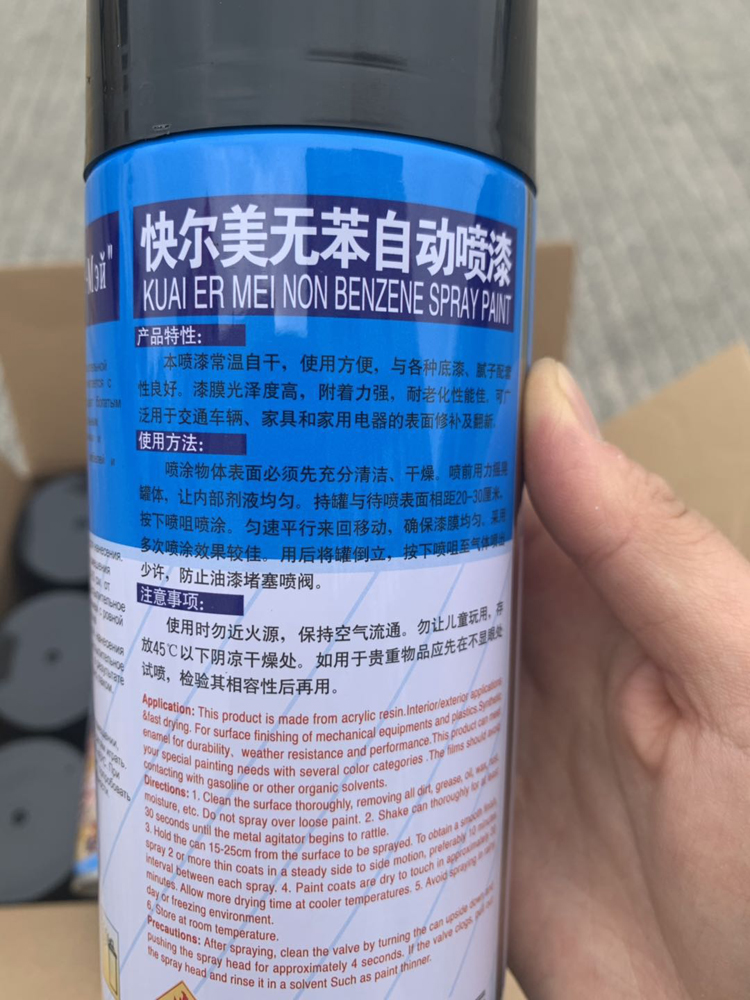 Мэй"
快尔美无苯自动喷漆
KUAI ER MEI NON BENZENE SPRAY PAINT
产品特性:
本喷漆常温自干，使用方便，与各种底漆、腻子配套
性良好。漆膜光泽度高，附着力强，耐老化性能佳。可广
泛用于交通车辆、家具和家用电器的表面修补及翻新。
使用方法:
喷涂物体表面必须先充分清洁、干燥。喷前用力摇晃
罐体，让内部剂液均匀。持罐与待喷表面相距20-30厘米。
按下喷咀喷涂。匀速平行来回移动，确保漆膜均匀。采用
多次喷涂效果较佳。用后将罐倒立，按下喷咀至气体喷出
少许，防止油漆堵塞喷阀。
注意事项:
使用时勿近火源，保持空气流通。勿让儿童玩用，存
放45℃以下阴凉干燥处。如用于贵重物品应先在不显眼处
试喷，检验其相容性后再用。
Application: This product is made from acrylic resin.Interior/exterior applications
&fast drying. For surface finishing of mechanical equipments and plastics.Synthetic
enamel for durability、weather resistance and performance.This product can meet
your special painting needs with several color categories .The films should avoid
contacting with gasoline or other organic solvents.
Directions: 1. Clean the surface thoroughly, removing all dirt, grease, oil, wax, rust,
moisture, etc. Do not spray over loose paint. 2. Shake can thoroughly for at least
30 seconds until the metal agitator begins to rattle.
3. Hold the can 15-25cm from the surface to be sprayed. To obtain a smooth finish,
spray 2 or more thin coats in a steady side to side motion, preferably 10 minutes
interval between each spray. 4. Paint coats are dry to touch in approximately 30
minutes. Allow more drying time at cooler temperatures. 5. Avoid spraying in rainy
day or freezing environment.
6. Store at room temperature.
Precautions: After spraying, clean the valve by turning the can upside down and
pushing the spray head for approximately 4 seconds. If the valve clogs, pull out
the spray head and rinse it in a solvent Such as paint thinner.